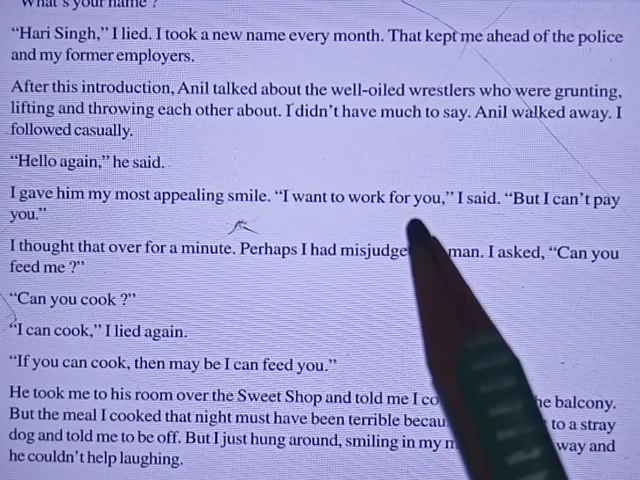 What's your name ?
“Hari Singh,” I lied. I took a new name every month. That kept me ahead of the police
and my former employers.
After this introduction, Anil talked about the well-oiled wrestlers who were grunting,
lifting and throwing each other about. I didn’t have much to say. Anil walked away. I
followed casually.
“Hello again,” he said.
I gave him my most appealing smile. “I want to work for you,” I said. “But I can’t pay
you.”
I thought that over for a minute. Perhaps I had misjudge man. I asked, “Can you
feed me ?”
“Can you cook ?”
“I can cook,” I lied again.
“If you can cook, then may be I can feed you.”
He took me to his room over the Sweet Shop and told me I co he balcony.
But the meal I cooked that night must have been terrible becau to a stray
dog and told me to be off. But I just hung around, smiling in my m way and
he couldn’t help laughing.